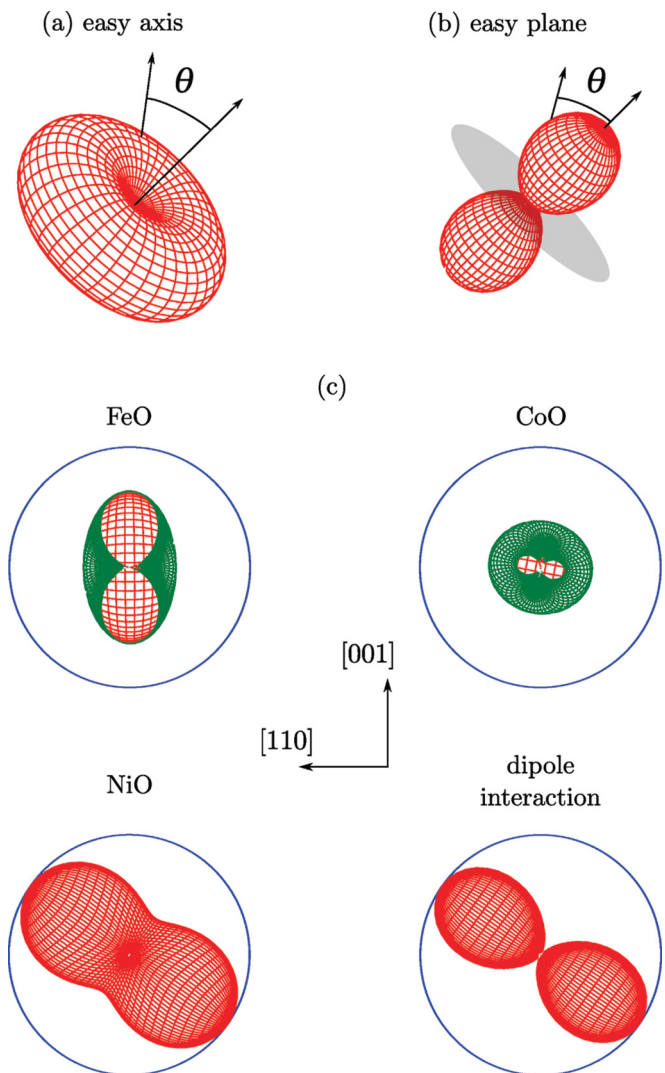 (a) easy axis
(b) easy plane
θ
θ
(c)
FeO
CoO
[001]
[110]
NiO
dipole
interaction